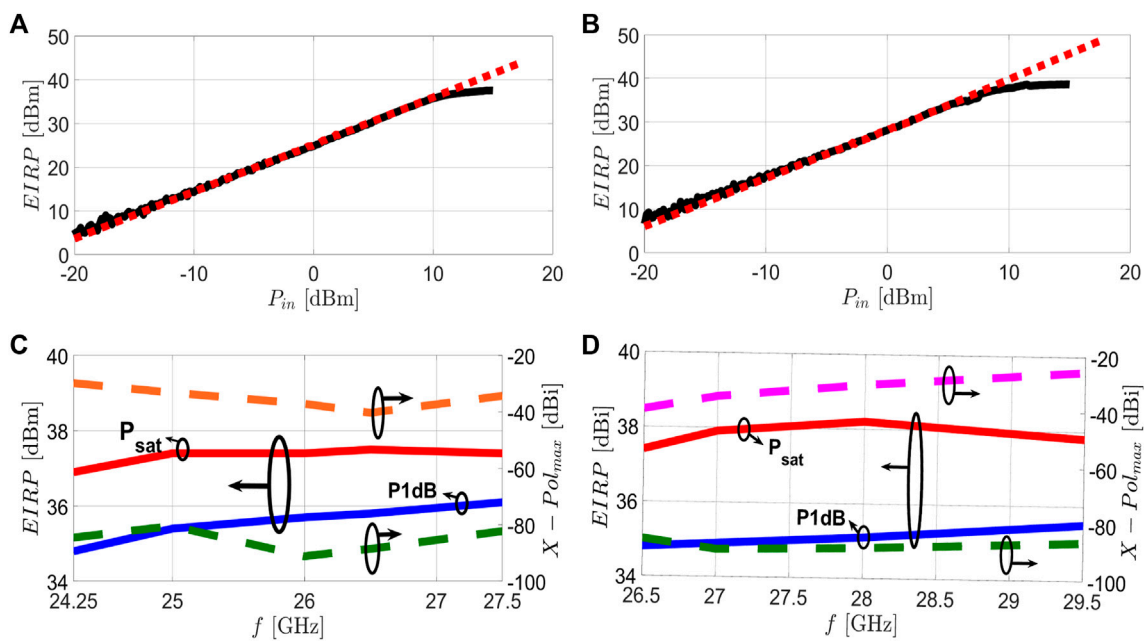 A
B
50
40
30
20
10
0
EIRP [dBm]
-20
-10
0
10
20
P_in [dBm]
50
40
30
20
10
0
EIRP [dBm]
-20
-10
0
10
20
P_in [dBm]
C
D
40
38
36
34
EIRP [dBm]
-20
-40
-60
-80
-100
X − Pol_max [dBi]
P_sat
P1dB
24.25
25
26
27
27.5
f [GHz]
40
38
36
34
EIRP [dBm]
-20
-40
-60
-80
-100
X − Pol_max [dBi]
P_sat
P1dB
26.5
27
27.5
28
28.5
29
29.5
f [GHz]